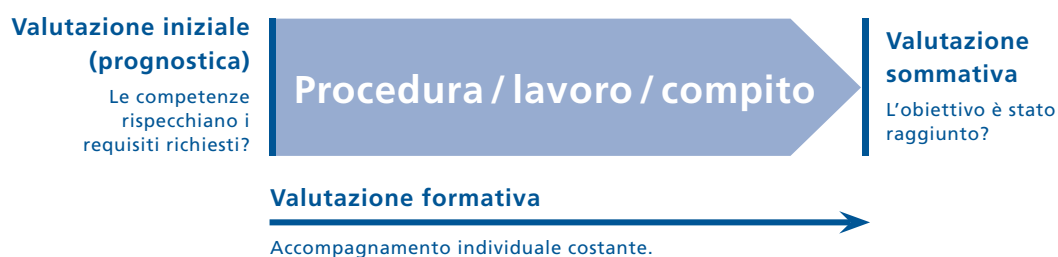 Valutazione iniziale
(prognostica)
Le competenze
rispecchiano i
requisiti richiesti?
Procedura / lavoro / compito
Valutazione
sommativa
L’obiettivo è stato
raggiunto?
Valutazione formativa
Accompagnamento individuale costante.